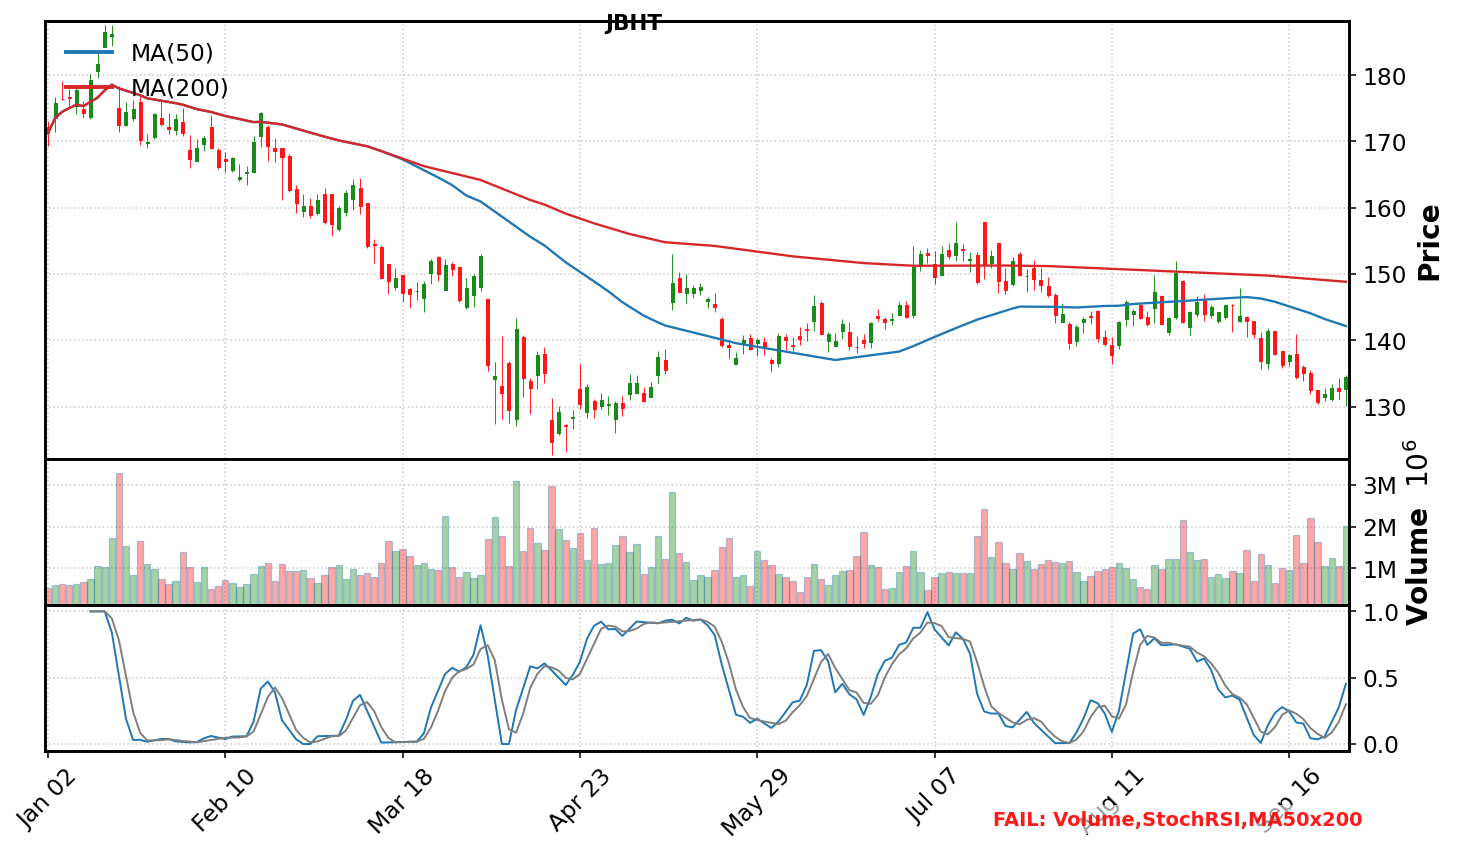 JBHT
MA(50)
MA(200)
180
170
160
150
140
130
Price
3M
2M
1M
Volume 10^6
1.0
0.5
0.0
Jan 02
Feb 10
Mar 18
Apr 23
May 29
Jul 07
Aug 11
Sep 16
FAIL: Volume,StochRSI,MA50x200